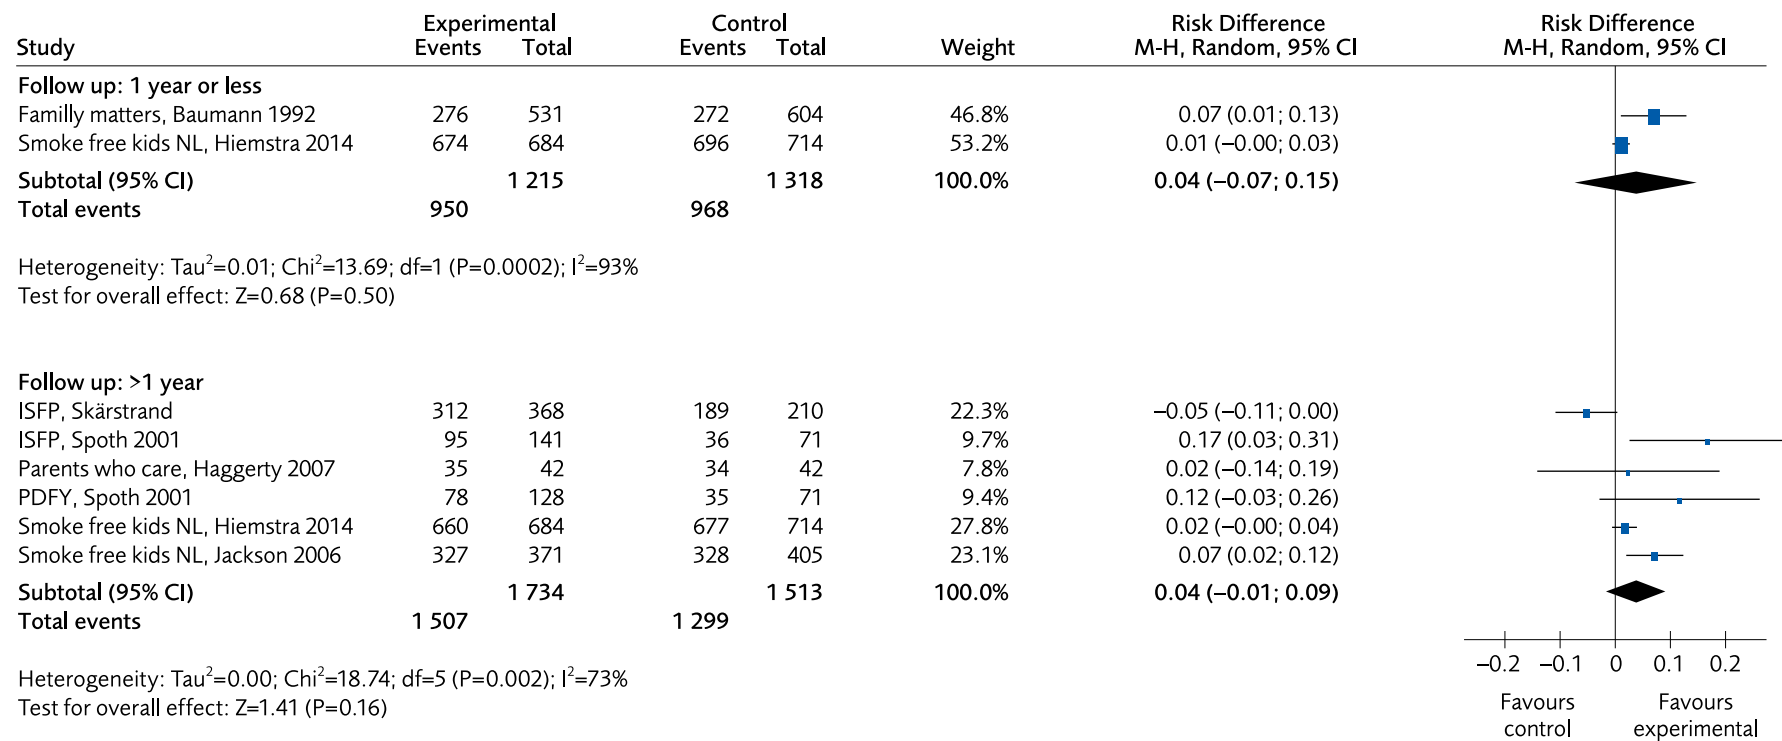 Experimental Control Risk Difference Risk Difference
Study Events Total Events Total Weight M-H, Random, 95% CI M-H, Random, 95% CI
Follow up: 1 year or less
Familly matters, Baumann 1992 276 531 272 604 46.8% 0.07 (0.01; 0.13)
Smoke free kids NL, Hiemstra 2014 674 684 696 714 53.2% 0.01 (–0.00; 0.03)
Subtotal (95% CI) 1 215 1 318 100.0% 0.04 (–0.07; 0.15)
Total events 950 968
Heterogeneity: Tau²=0.01; Chi²=13.69; df=1 (P=0.0002); I²=93%
Test for overall effect: Z=0.68 (P=0.50)
Follow up: >1 year
ISFP, Skärstrand 312 368 189 210 22.3% –0.05 (–0.11; 0.00)
ISFP, Spoth 2001 95 141 36 71 9.7% 0.17 (0.03; 0.31)
Parents who care, Haggerty 2007 35 42 34 42 7.8% 0.02 (–0.14; 0.19)
PDFY, Spoth 2001 78 128 35 71 9.4% 0.12 (–0.03; 0.26)
Smoke free kids NL, Hiemstra 2014 660 684 677 714 27.8% 0.02 (–0.00; 0.04)
Smoke free kids NL, Jackson 2006 327 371 328 405 23.1% 0.07 (0.02; 0.12)
Subtotal (95% CI) 1 734 1 513 100.0% 0.04 (–0.01; 0.09)
Total events 1 507 1 299
–0.2 –0.1 0 0.1 0.2
Heterogeneity: Tau²=0.00; Chi²=18.74; df=5 (P=0.002); I²=73%
Test for overall effect: Z=1.41 (P=0.16)
Favours Favours
control experimental